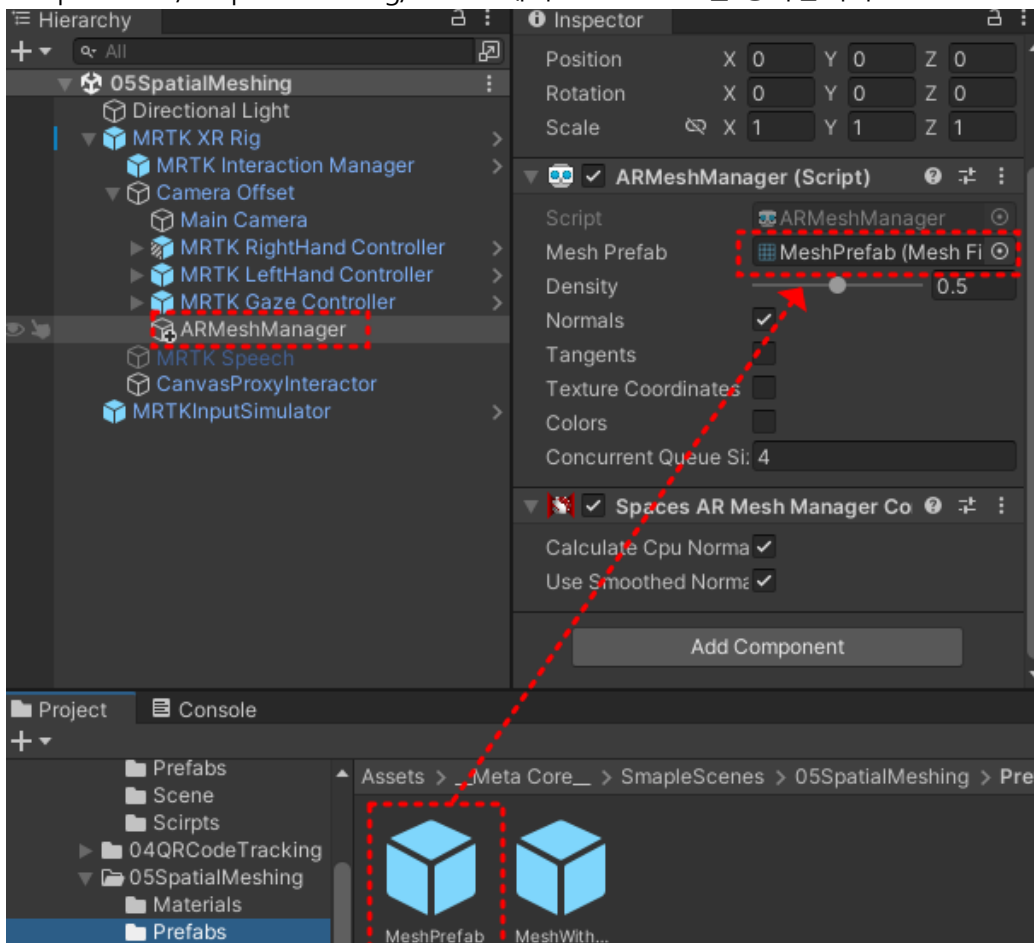 Hierarchy
All
05SpatialMeshing
Directional Light
MRTK XR Rig
MRTK Interaction Manager
Camera Offset
Main Camera
MRTK RightHand Controller
MRTK LeftHand Controller
MRTK Gaze Controller
ARMeshManager
MRTK Speech
CanvasProxyInteractor
MRTKInputSimulator
Inspector
Position X 0 Y 0 Z 0
Rotation X 0 Y 0 Z 0
Scale X 1 Y 1 Z 1
ARMeshManager (Script)
Script ARMeshManager
Mesh Prefab MeshPrefab (Mesh Fi
Density 0.5
Normals
Tangents
Texture Coordinates
Colors
Concurrent Queue Si: 4
Spaces AR Mesh Manager Co
Calculate Cpu Norma
Use Smoothed Norma
Add Component
Project Console
Prefabs
Scene
Scirpts
04QRCodeTracking
05SpatialMeshing
Materials
Prefabs
Assets > __Meta Core__ > SmapleScenes > 05SpatialMeshing > Pre
MeshPrefab MeshWith...